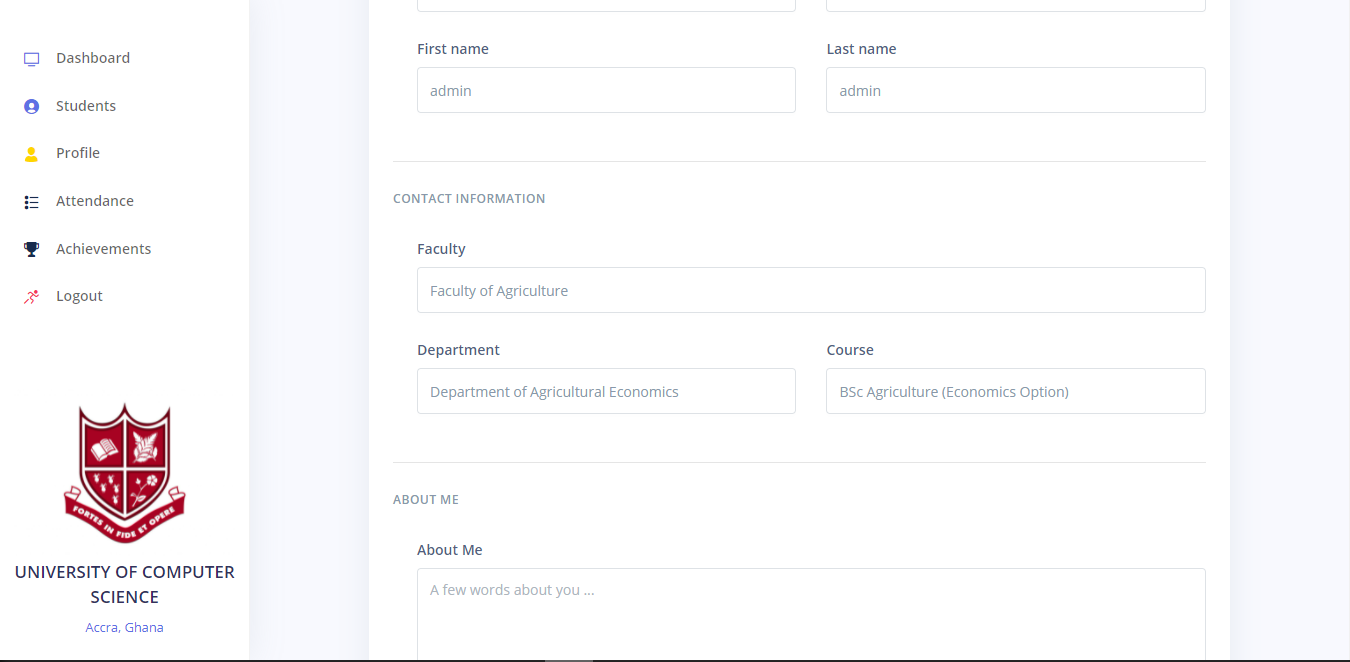 Dashboard
Students
Profile
Attendance
Achievements
Logout
FORTES IN FIDE ET OPERE
UNIVERSITY OF COMPUTER
SCIENCE
Accra, Ghana
First name
Last name
admin
admin
CONTACT INFORMATION
Faculty
Faculty of Agriculture
Department
Course
Department of Agricultural Economics
BSc Agriculture (Economics Option)
ABOUT ME
About Me
A few words about you ...